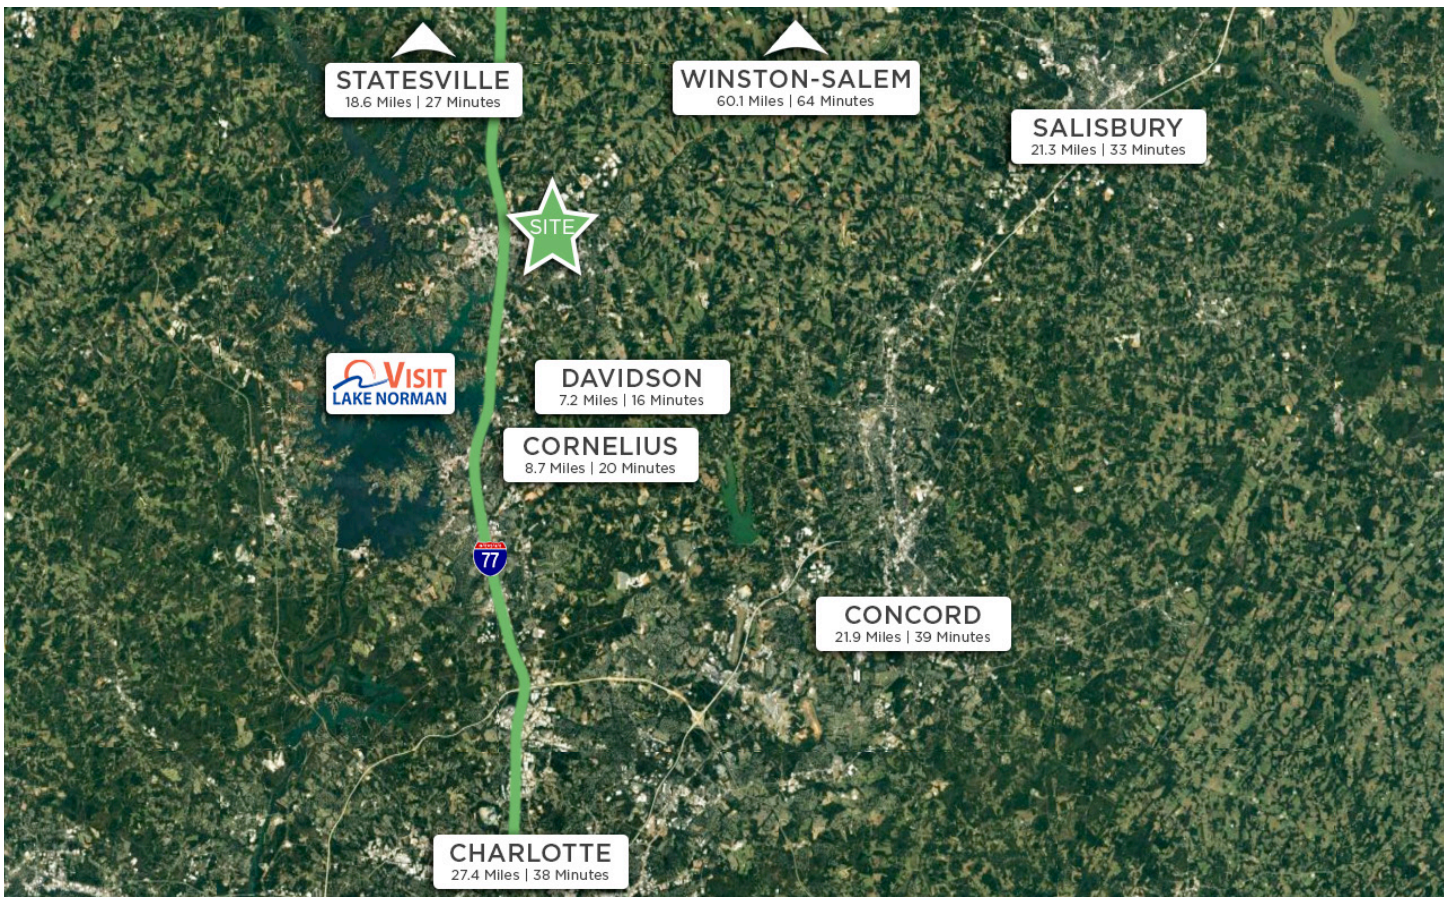 STATESVILLE
18.6 Miles | 27 Minutes
WINSTON-SALEM
60.1 Miles | 64 Minutes
SALISBURY
21.3 Miles | 33 Minutes
SITE
VISIT
LAKE NORMAN
DAVIDSON
7.2 Miles | 16 Minutes
CORNELIUS
8.7 Miles | 20 Minutes
INTERSTATE
77
CONCORD
21.9 Miles | 39 Minutes
CHARLOTTE
27.4 Miles | 38 Minutes